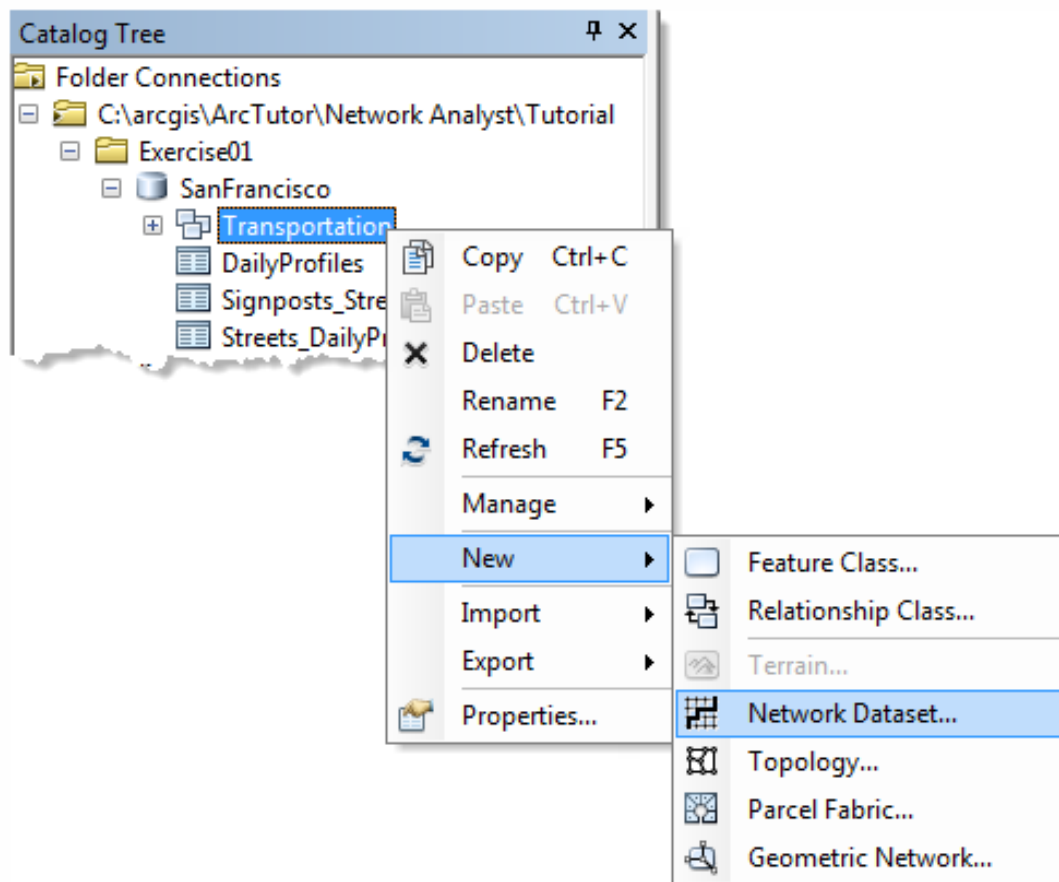 Catalog Tree
Folder Connections
C:\arcgis\ArcTutor\Network Analyst\Tutorial
Exercise01
SanFrancisco
Transportation
DailyProfiles
Signposts_Stre
Streets_DailyPr
Copy Ctrl+C
Paste Ctrl+V
Delete
Rename F2
Refresh F5
Manage
New
Import
Export
Properties...
Feature Class...
Relationship Class...
Terrain...
Network Dataset...
Topology...
Parcel Fabric...
Geometric Network...